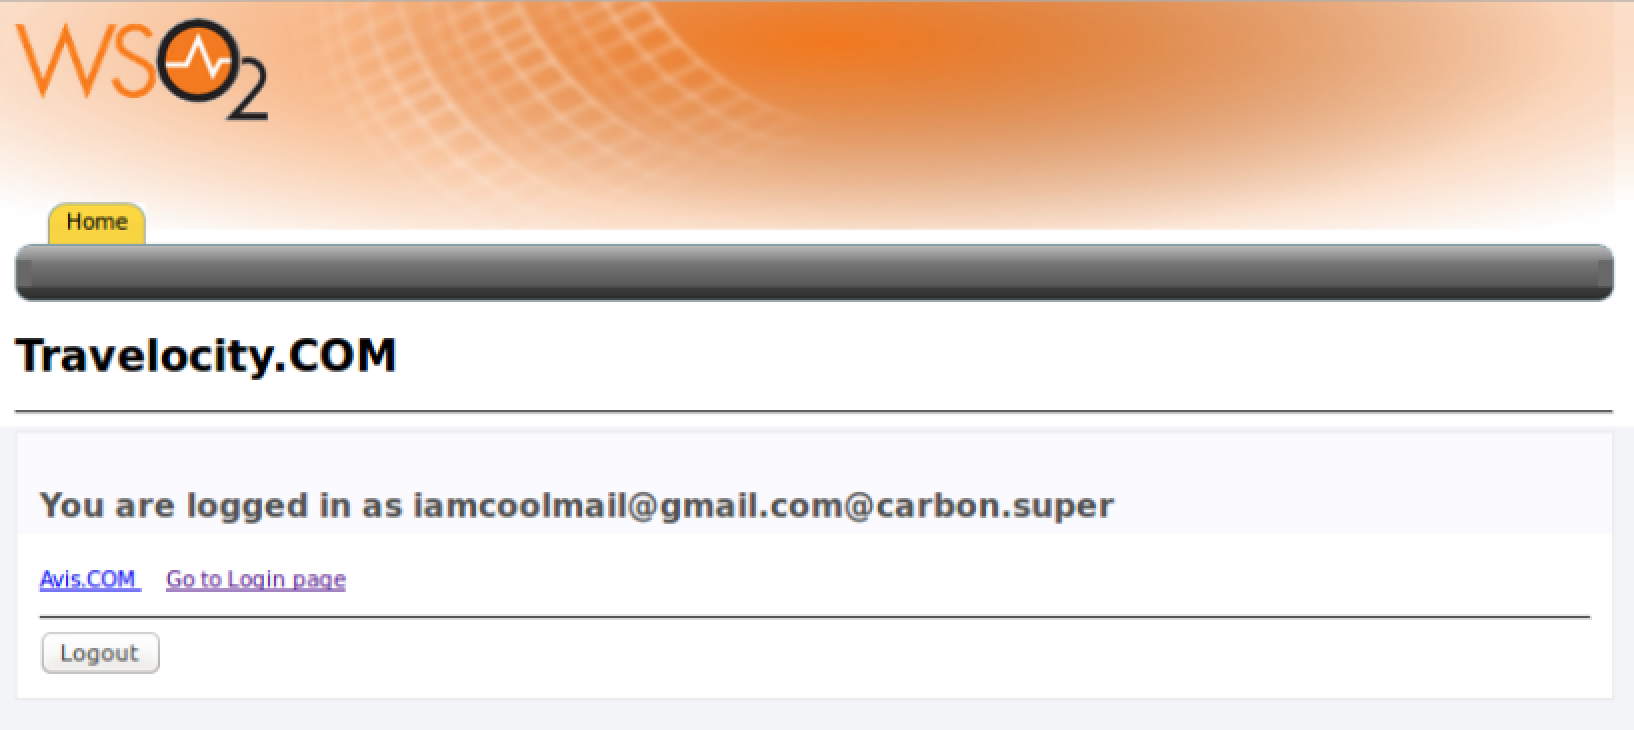 WSO2
Home
Travelocity.COM
You are logged in as iamcoolmail@gmail.com@carbon.super
Avis.COM Go to Login page
Logout